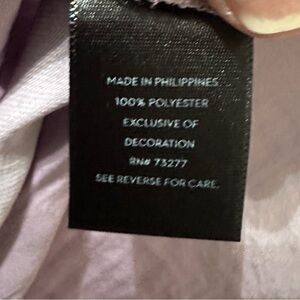 MADE IN PHILIPPINES
100% POLYESTER
EXCLUSIVE OF
DECORATION
RN# 73277
SEE REVERSE FOR CARE.